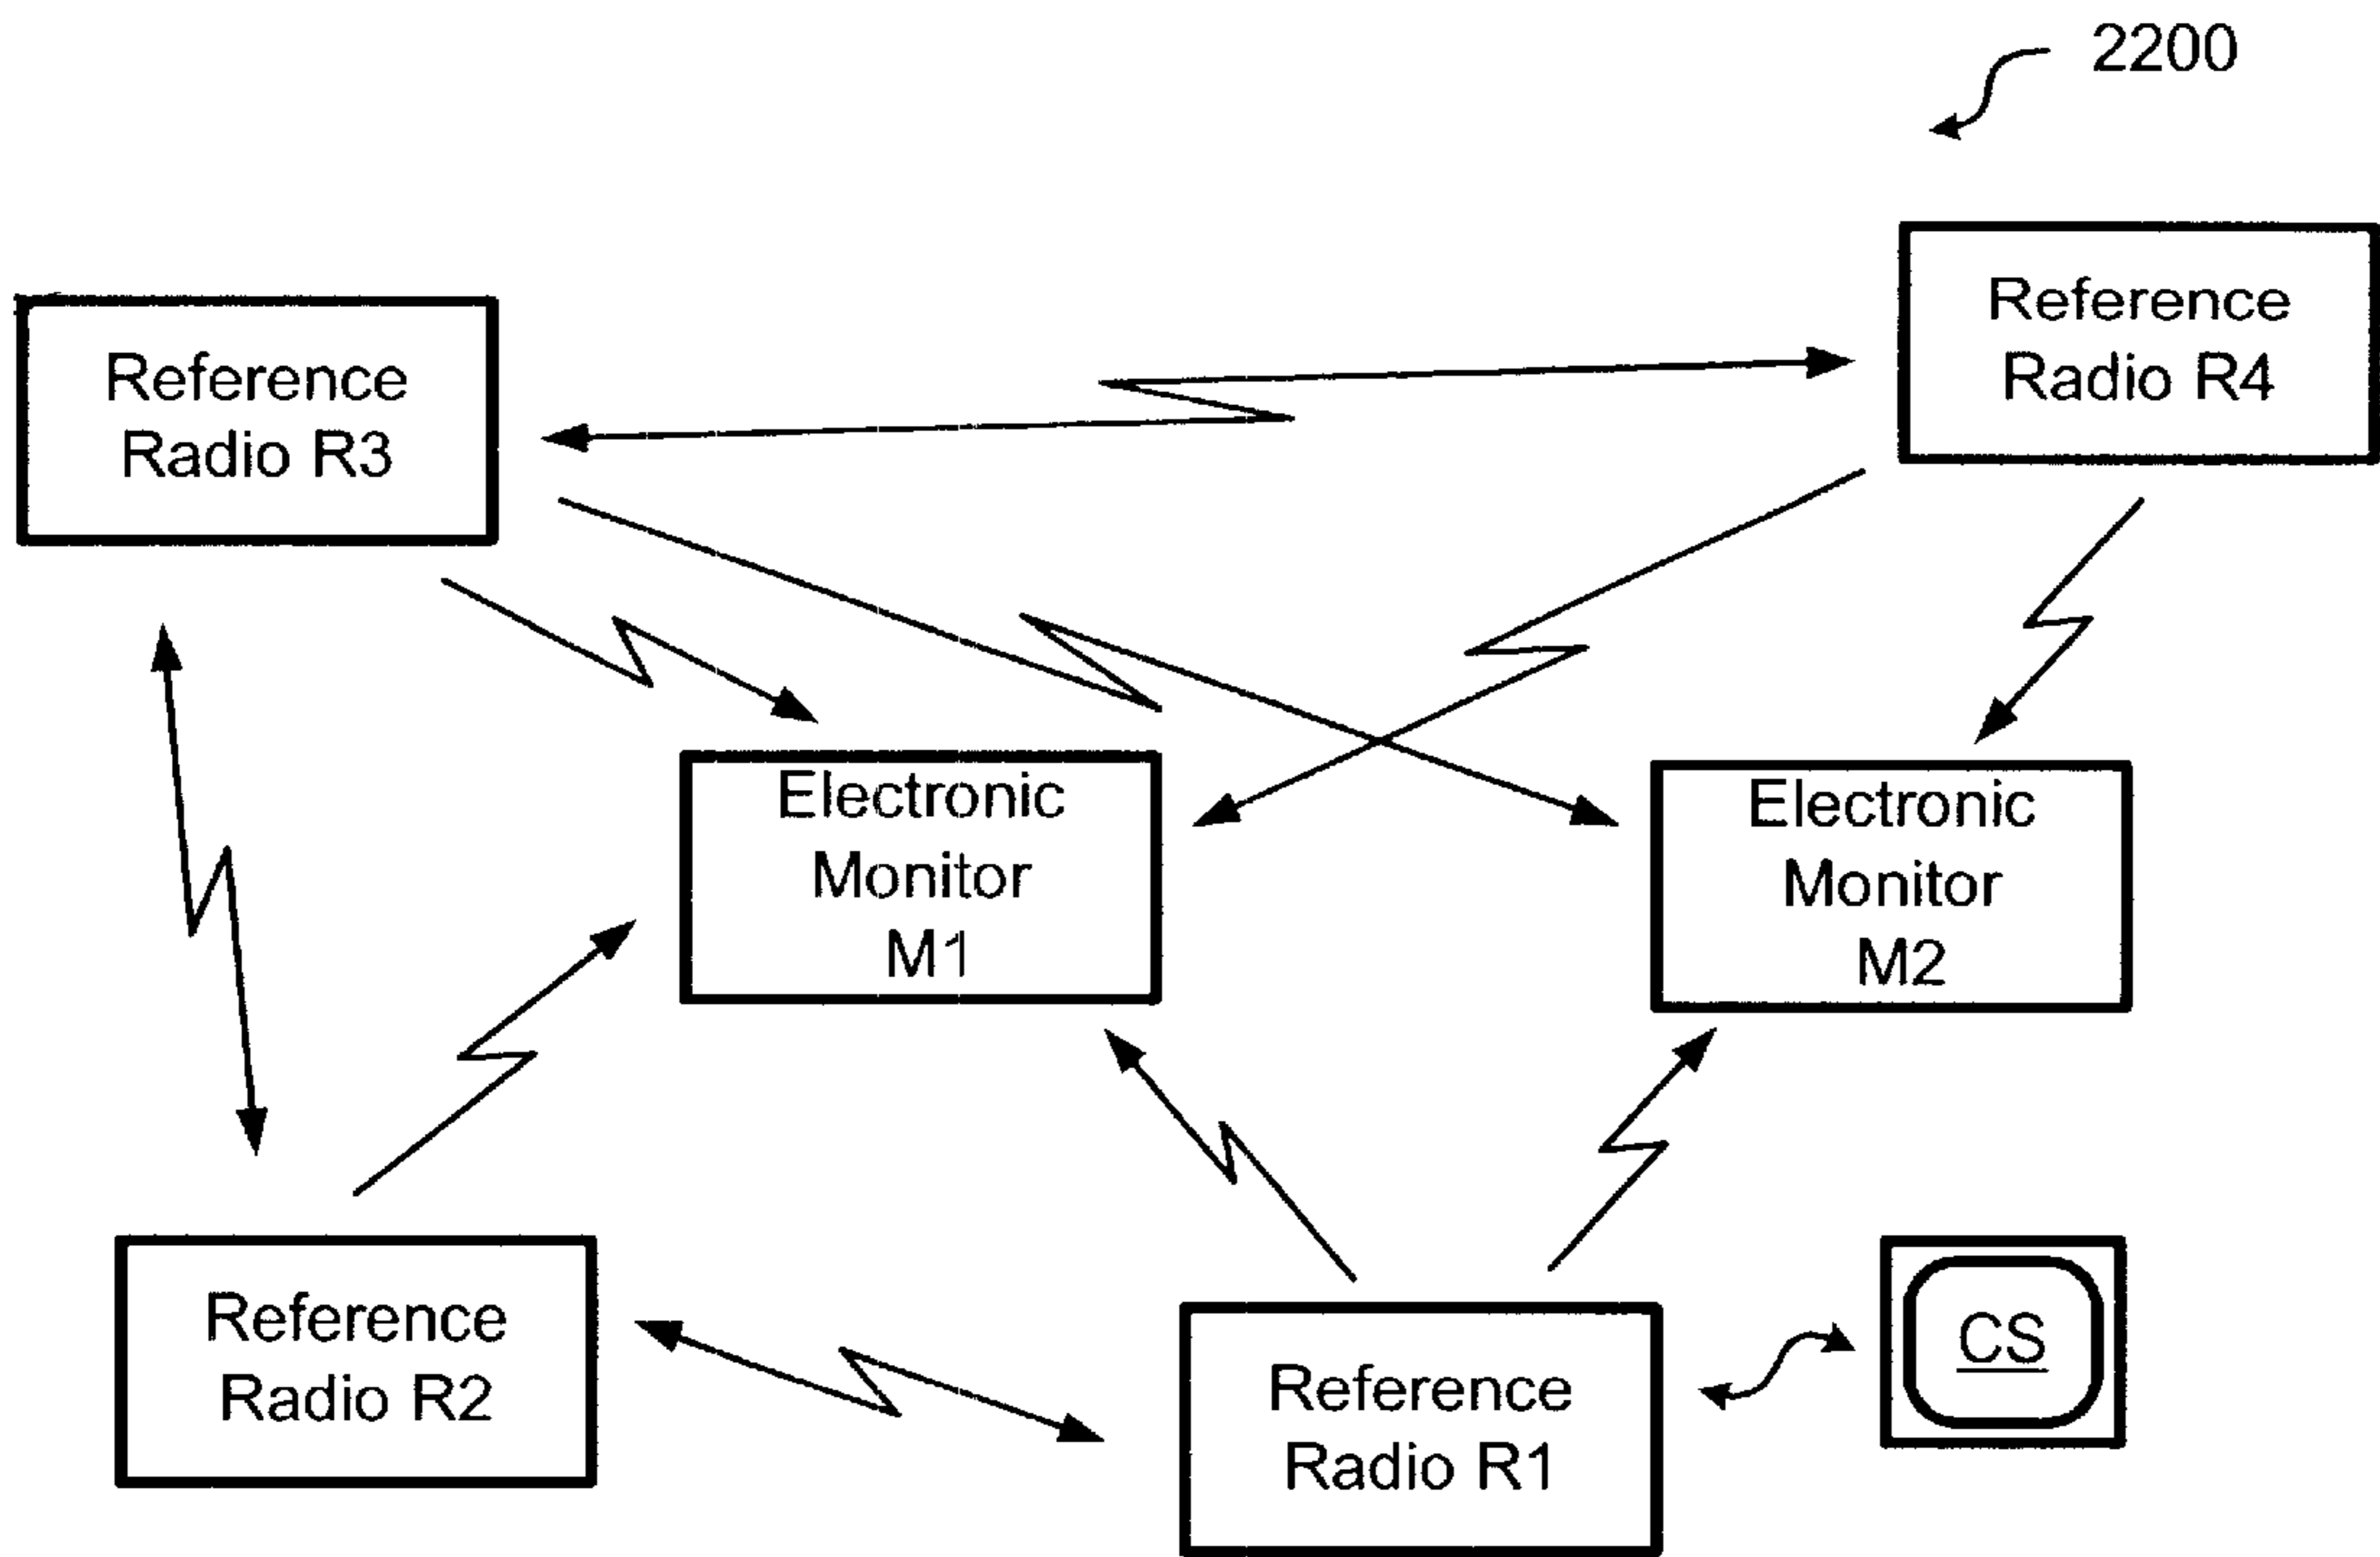 2200
Reference
Radio R4
Reference
Radio R3
Electronic
Monitor
M1
Electronic
Monitor
M2
Reference
Radio R2
Reference
Radio R1
CS